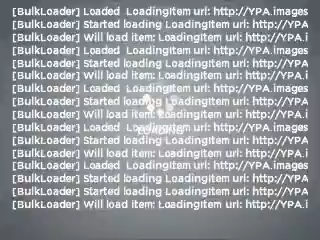 [BulkLoader] Loaded LoadingItem url: http://YPA.images
[BulkLoader] Started loading LoadingItem url: http://YPA
[BulkLoader] Will load item: LoadingItem url: http://YPA.i
[BulkLoader] Loaded LoadingItem url: http://YPA.images
[BulkLoader] Started loading LoadingItem url: http://YPA
[BulkLoader] Will load item: LoadingItem url: http://YPA.i
[BulkLoader] Loaded LoadingItem url: http://YPA.images
[BulkLoader] Started loading LoadingItem url: http://YPA
[BulkLoader] Will load item: LoadingItem url: http://YPA.i
[BulkLoader] Loaded LoadingItem url: http://YPA.images
LOADING
[BulkLoader] Started loading LoadingItem url: http://YPA
[BulkLoader] Will load item: LoadingItem url: http://YPA.i
[BulkLoader] Loaded LoadingItem url: http://YPA.images
[BulkLoader] Started loading LoadingItem url: http://YPA
[BulkLoader] Started loading LoadingItem url: http://YPA
[BulkLoader] Will load item: LoadingItem url: http://YPA.i